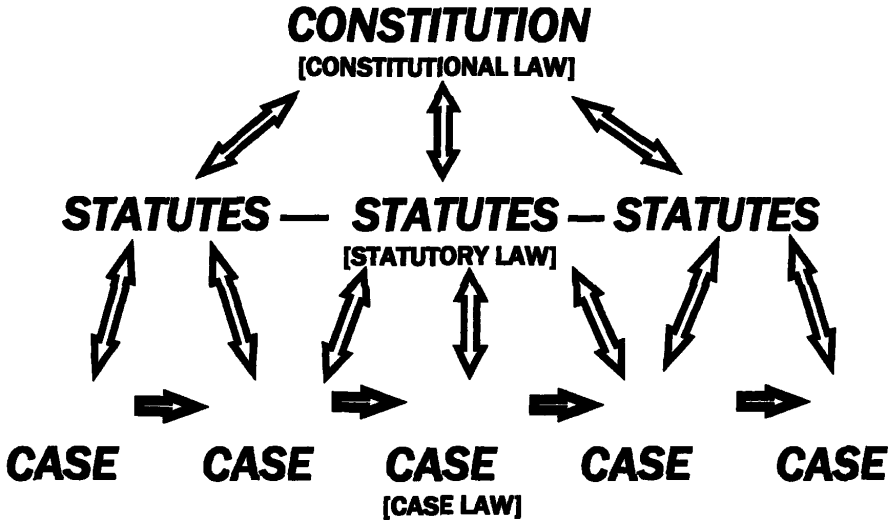 CONSTITUTION
[CONSTITUTIONAL LAW]
STATUTES — STATUTES — STATUTES
[STATUTORY LAW]
CASE CASE CASE CASE CASE
[CASE LAW]